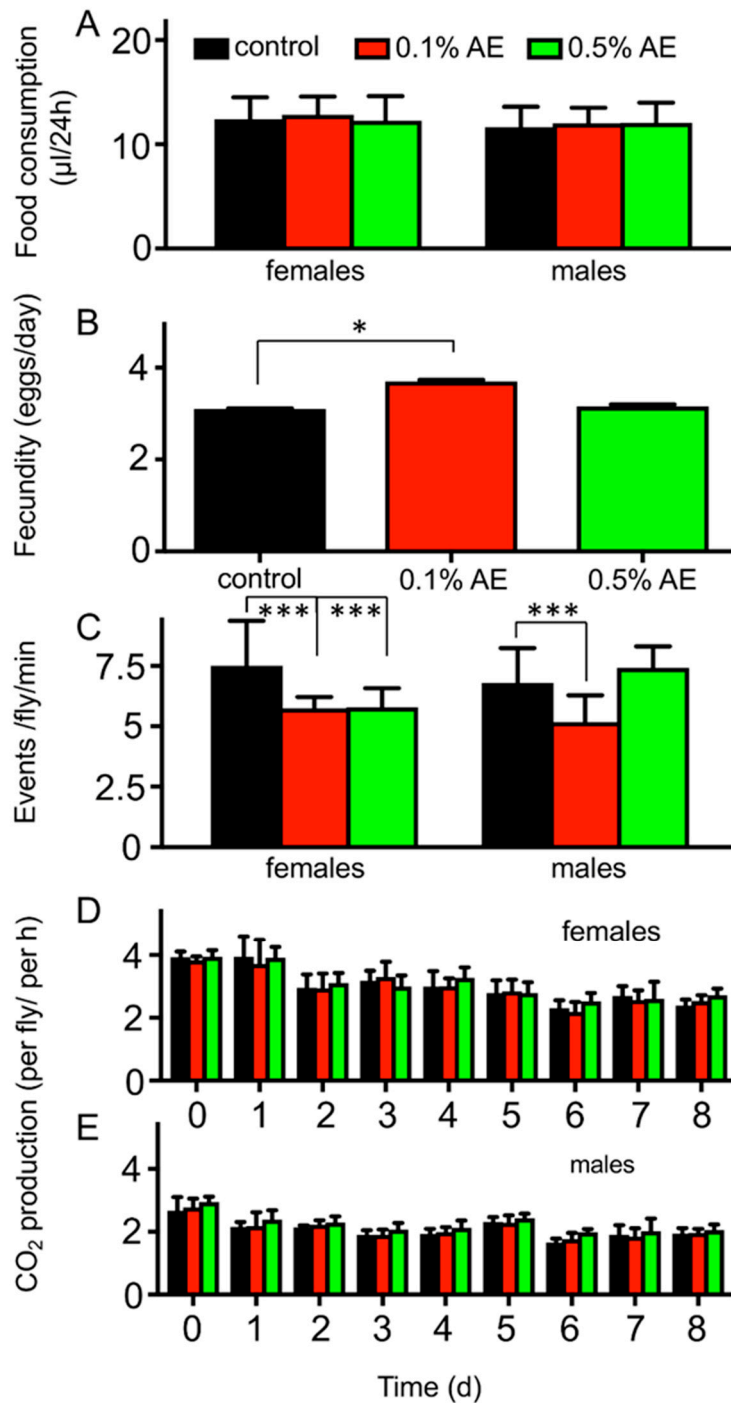 A
control 0.1% AE 0.5% AE
Food consumption
(µl/24h)
20
10
0
females males
B
*
Fecundity (eggs/day)
4
2
0
control 0.1% AE 0.5% AE
C
*** *** ***
Events /fly/min
7.5
5
2.5
0
females males
D
females
CO₂ production (per fly/ per h)
4
2
0
0 1 2 3 4 5 6 7 8
E
males
4
2
0
0 1 2 3 4 5 6 7 8
Time (d)